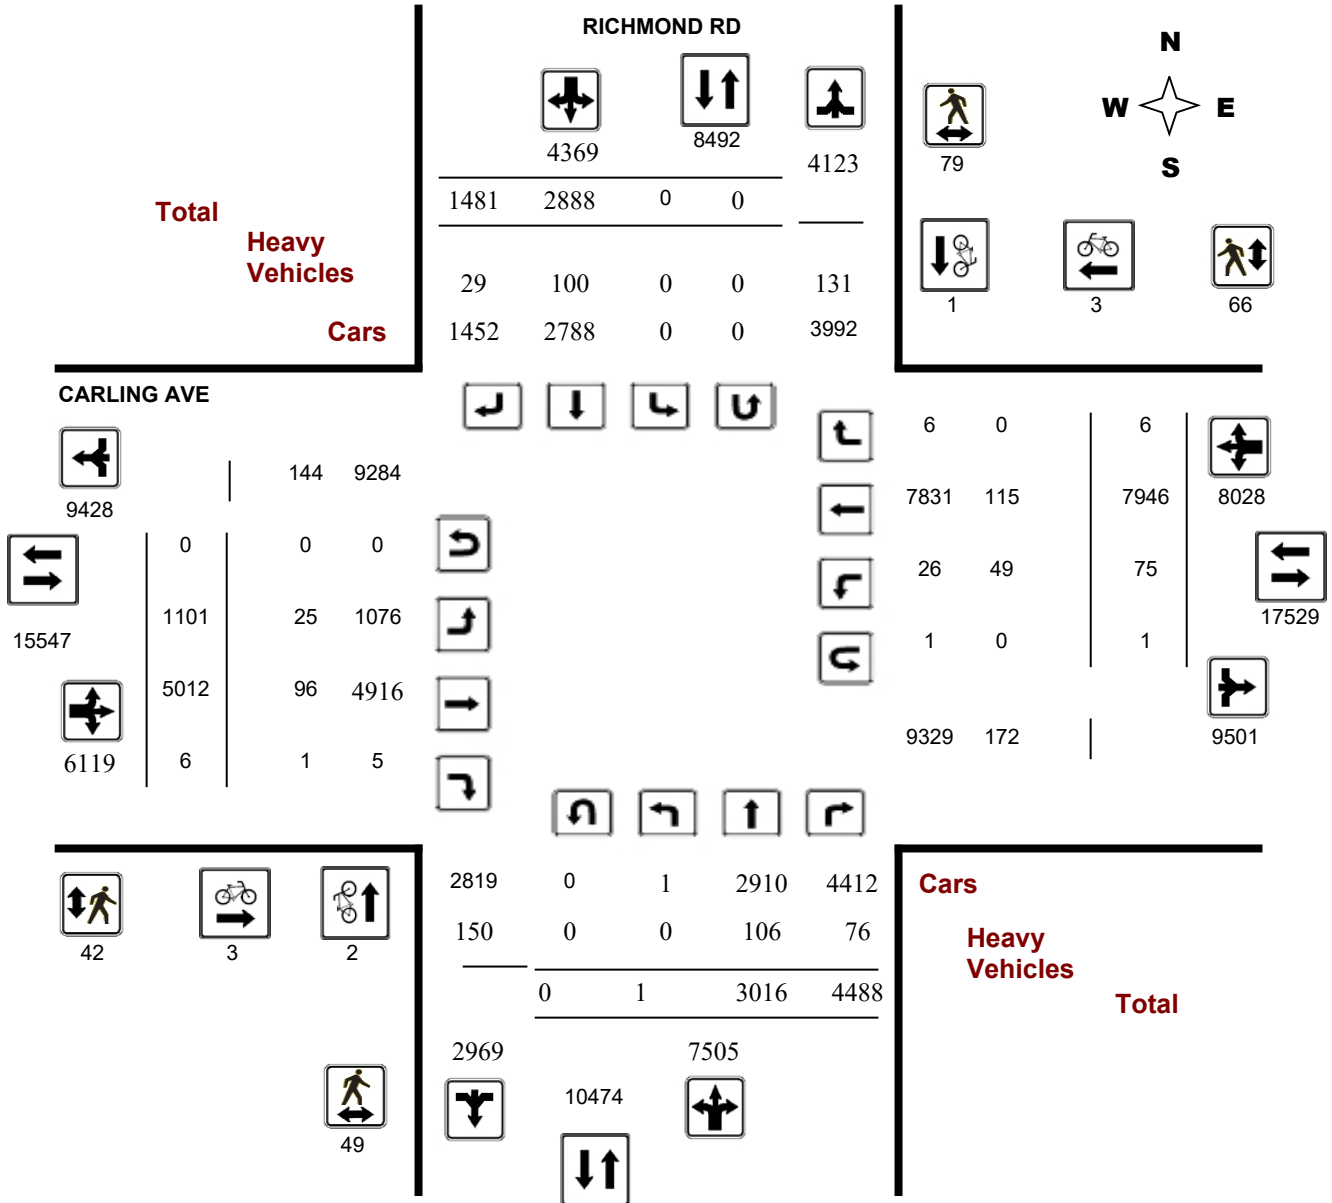 RICHMOND RD
N
W E
S
4369 8492 4123 79
1481 2888 0 0
Total
Heavy
Vehicles
29 100 0 0 131
1 3 66
Cars 1452 2788 0 0 3992
CARLING AVE
6 0 6
144 9284
9428
7831 115 7946 8028
0 0 0
26 49 75
1101 25 1076
15547
17529
1 0 1
5012 96 4916
9329 172 9501
6119 6 1 5
2819 0 1 2910 4412 Cars
150 0 0 106 76
Heavy
Vehicles
42 3 2
0 1 3016 4488 Total
2969 7505
10474
49